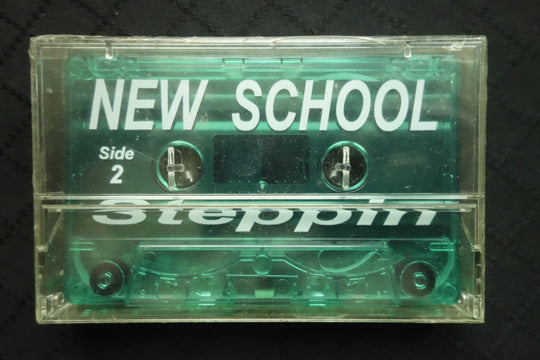 NEW SCHOOL
Side
2
Steppin